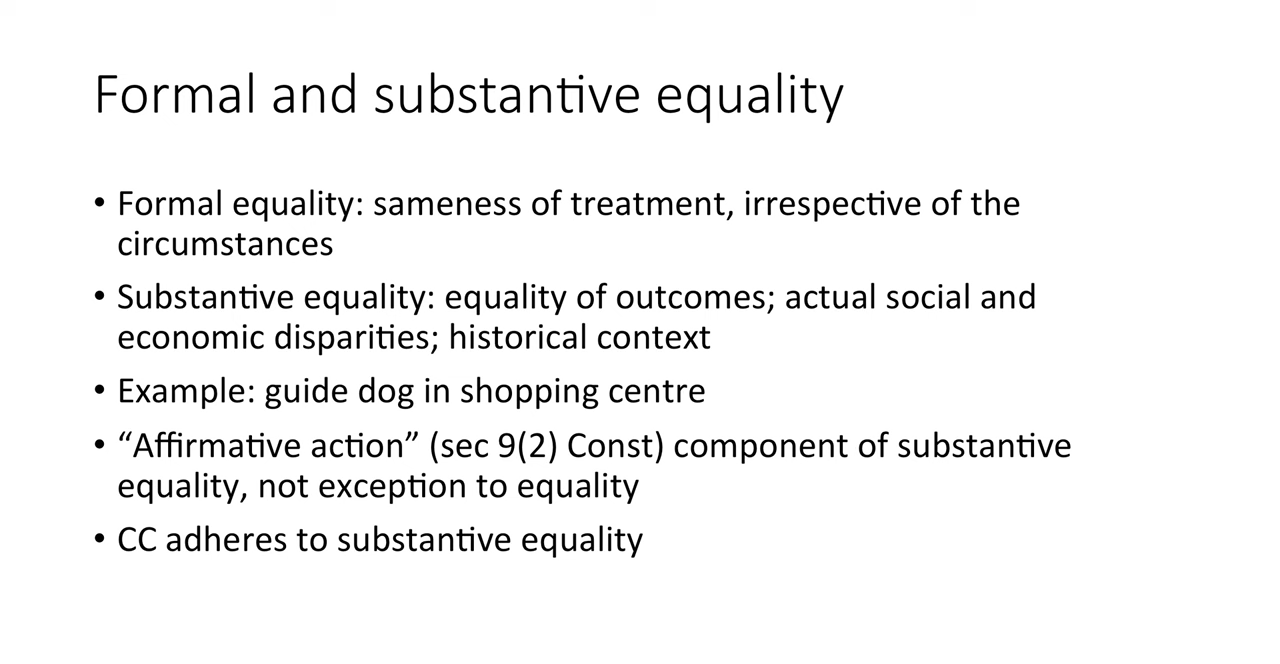 Formal and substantive equality
• Formal equality: sameness of treatment, irrespective of the
circumstances
• Substantive equality: equality of outcomes; actual social and
economic disparities; historical context
• Example: guide dog in shopping centre
• “Affirmative action” (sec 9(2) Const) component of substantive
equality, not exception to equality
• CC adheres to substantive equality